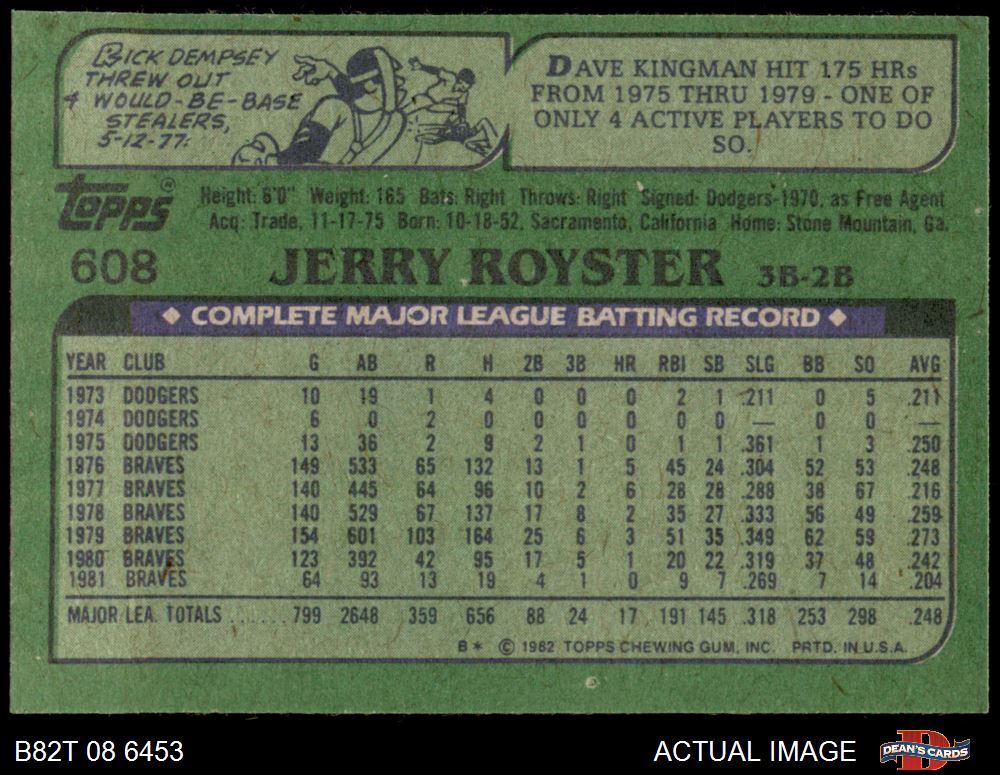 RICK DEMPSEY
THREW OUT
4 WOULD-BE-BASE
STEALERS,
5-12-77.
DAVE KINGMAN HIT 175 HRs
FROM 1975 THRU 1979 - ONE OF
ONLY 4 ACTIVE PLAYERS TO DO
SO.
Topps®
Height: 6'0" Weight: 165 Bats: Right Throws: Right Signed: Dodgers-1970, as Free Agent
Acq: Trade, 11-17-75 Born: 10-18-52, Sacramento, California Home: Stone Mountain, Ga.
608 JERRY ROYSTER 3B-2B
◆ COMPLETE MAJOR LEAGUE BATTING RECORD ◆
YEAR CLUB G AB R H 2B 3B HR RBI SB SLG BB SO AVG
1973 DODGERS 10 19 1 4 0 0 0 2 1 .211 0 5 .211
1974 DODGERS 6 0 2 0 0 0 0 0 0 — 0 0 —
1975 DODGERS 13 36 2 9 2 1 0 1 1 .361 1 3 .250
1976 BRAVES 149 533 65 132 13 1 5 45 24 .304 52 53 .248
1977 BRAVES 140 445 64 96 10 2 6 28 28 .288 38 67 .216
1978 BRAVES 140 529 67 137 17 8 2 35 27 .333 56 49 .259
1979 BRAVES 154 601 103 164 25 6 3 51 35 .349 62 59 .273
1980 BRAVES 123 392 42 95 17 5 1 20 22 .319 37 48 .242
1981 BRAVES 64 93 13 19 4 1 0 9 7 .269 7 14 .204
MAJOR LEA. TOTALS ...... 799 2648 359 656 88 24 17 191 145 .318 253 298 .248
B* © 1982 TOPPS CHEWING GUM, INC. PRTD. IN U.S.A.
B82T 08 6453 ACTUAL IMAGE D DEAN'S CARDS